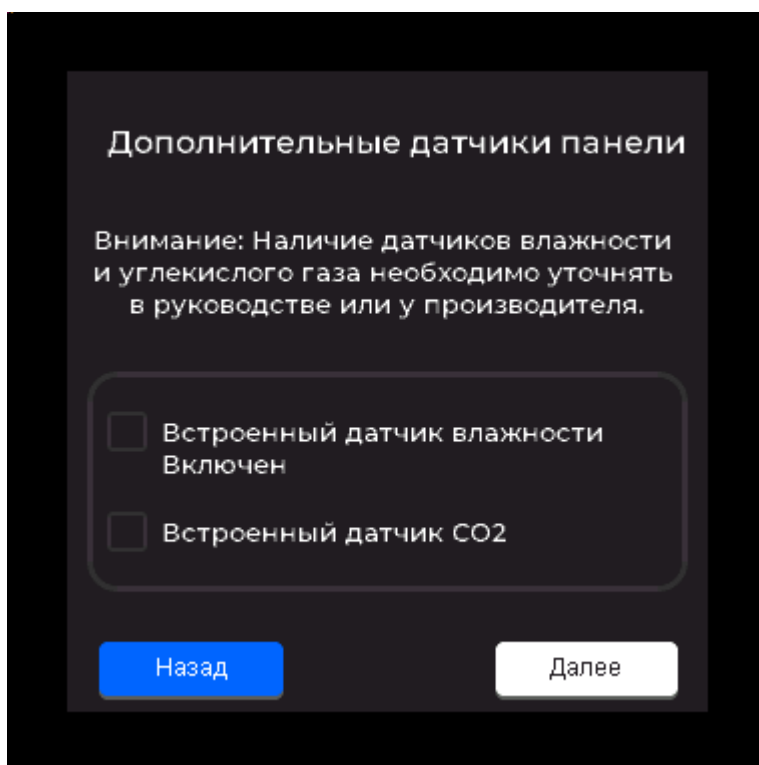 Дополнительные датчики панели
Внимание: Наличие датчиков влажности
и углекислого газа необходимо уточнять
в руководстве или у производителя.
Встроенный датчик влажности
Включен
Встроенный датчик CO2
Назад
Далее